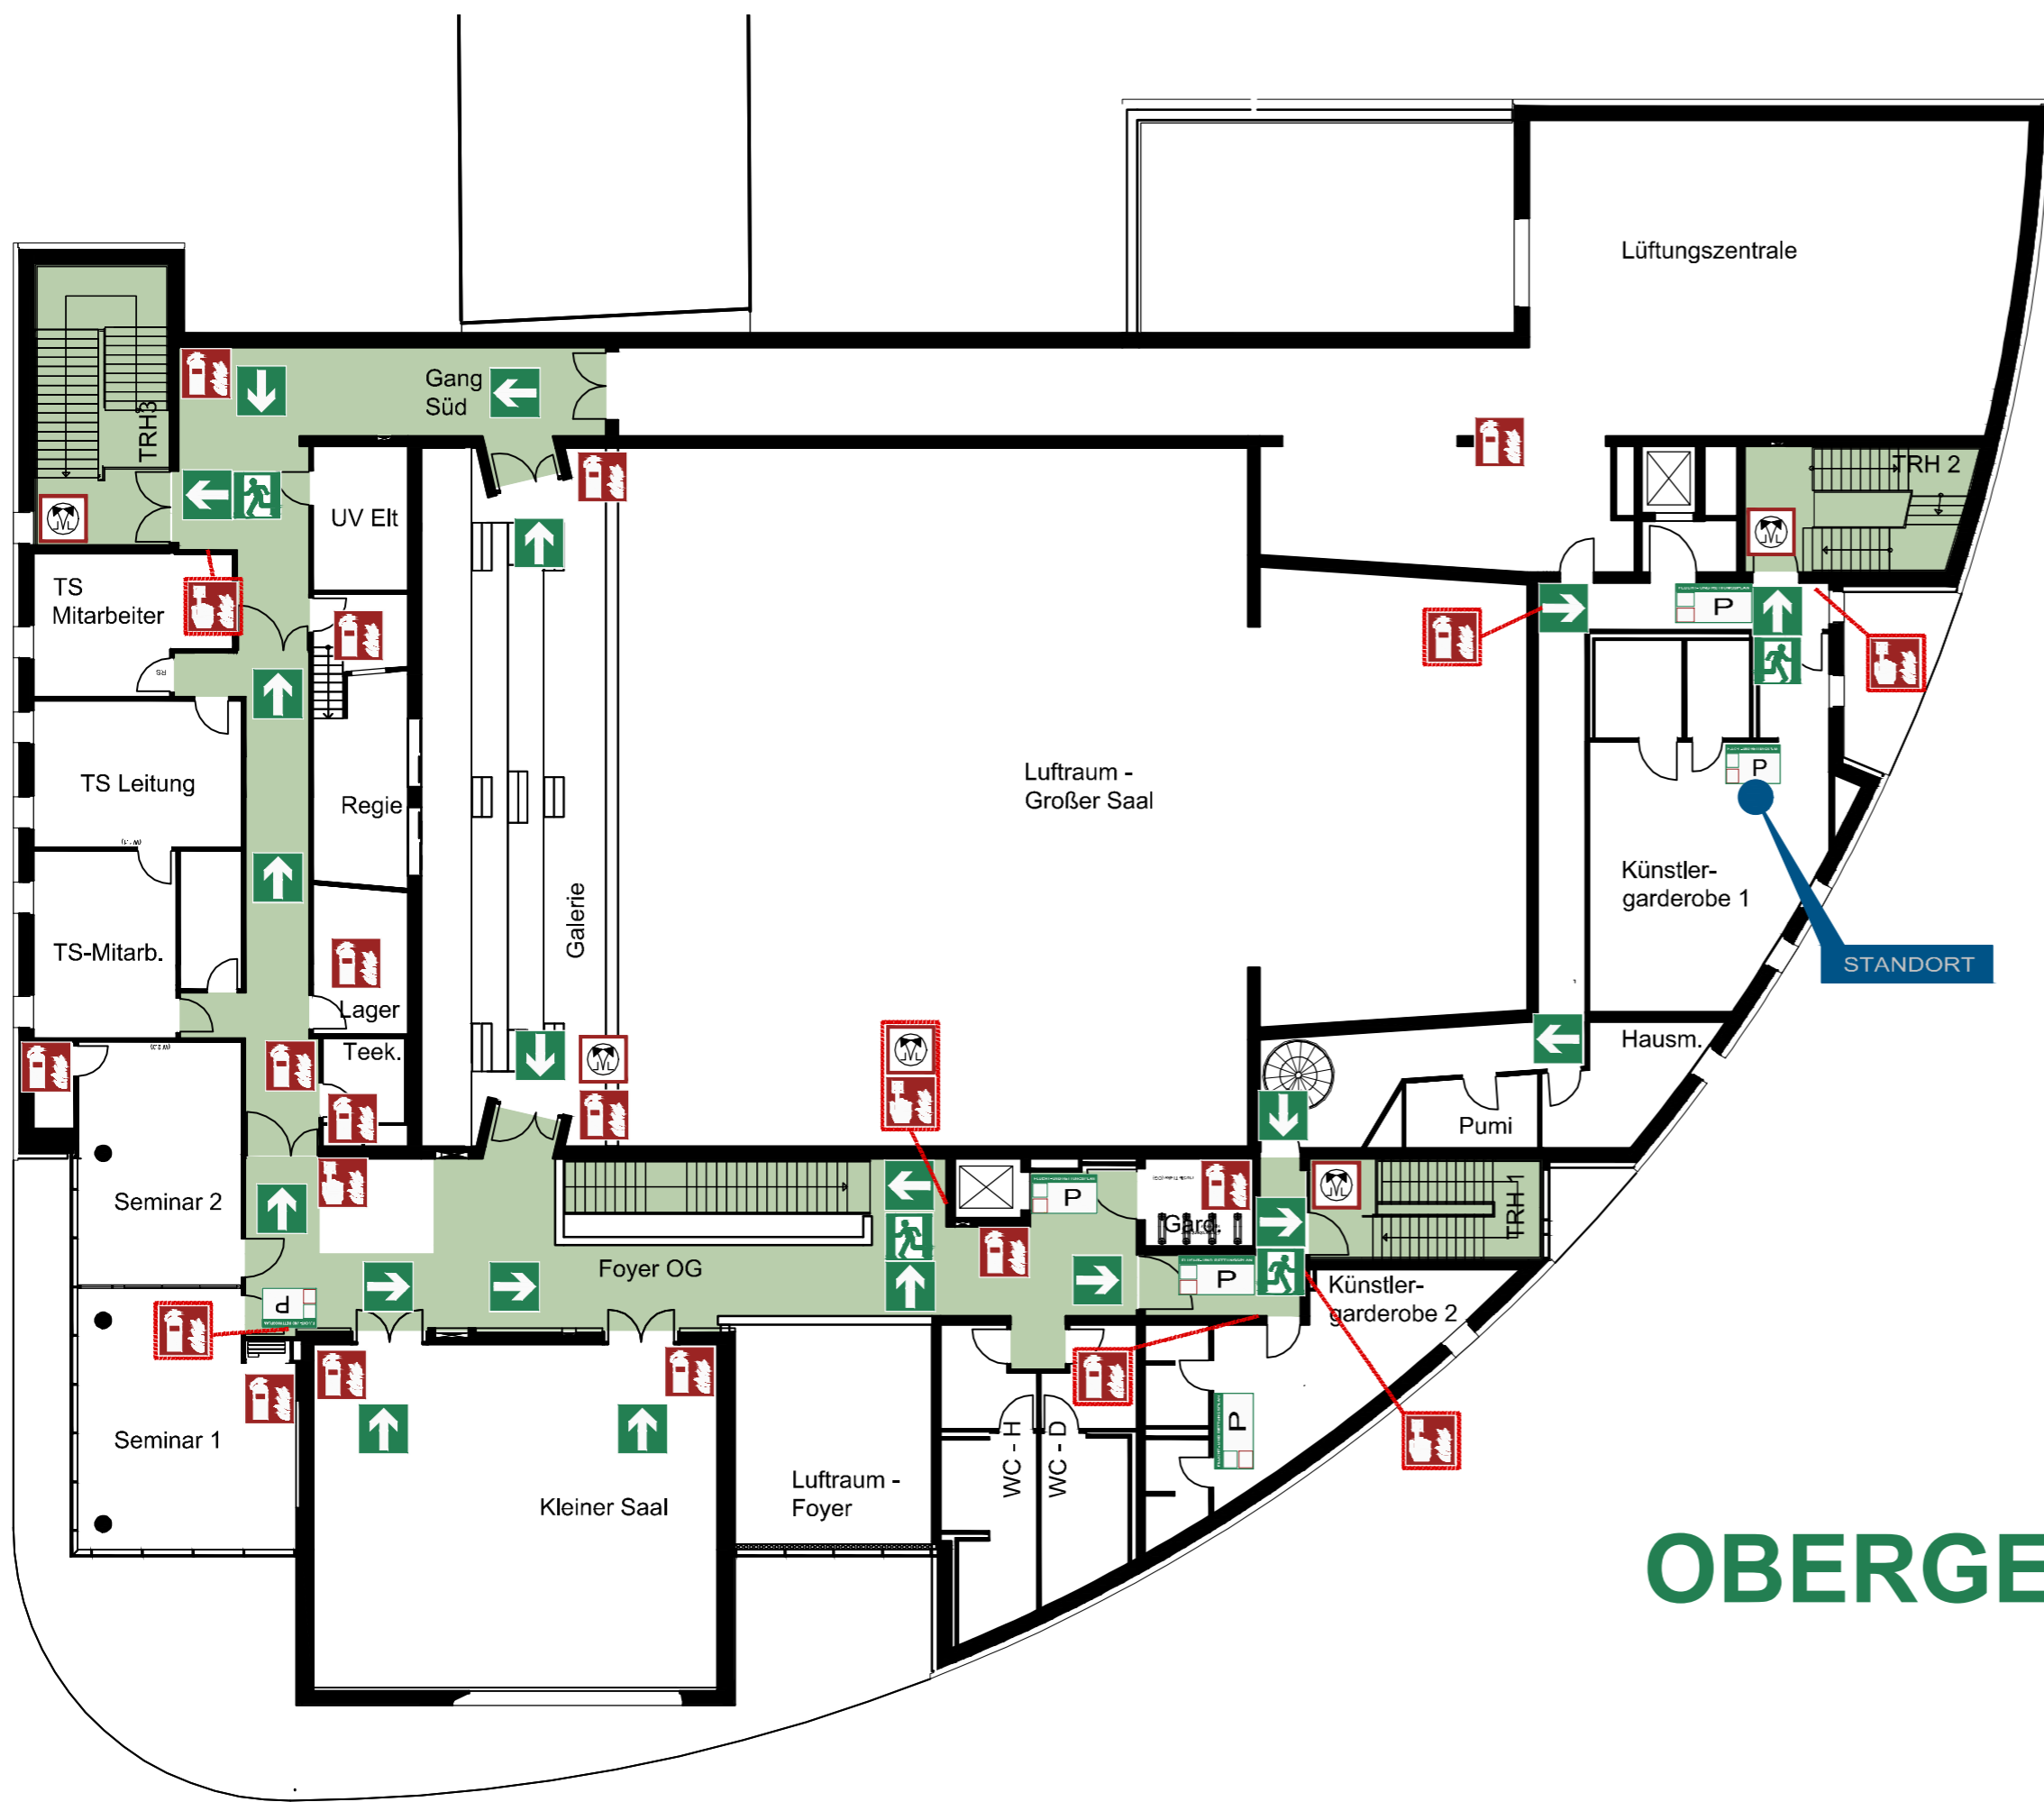 Lüftungszentrale
Gang
Süd
TRH3
TRH 2
UV Elt
TS
Mitarbeiter
RS
P
TS Leitung
Regie
Luftraum -
Großer Saal
P
Künstler-
garderobe 1
Galerie
STANDORT
TS-Mitarb.
Lager
Teek.
Hausm.
Pumi
Seminar 2
P
Gard.
TRH 1
Foyer OG
P
Künstler-
garderobe 2
P
Seminar 1
WC - H
WC - D
P
Luftraum -
Foyer
Kleiner Saal
OBERGE